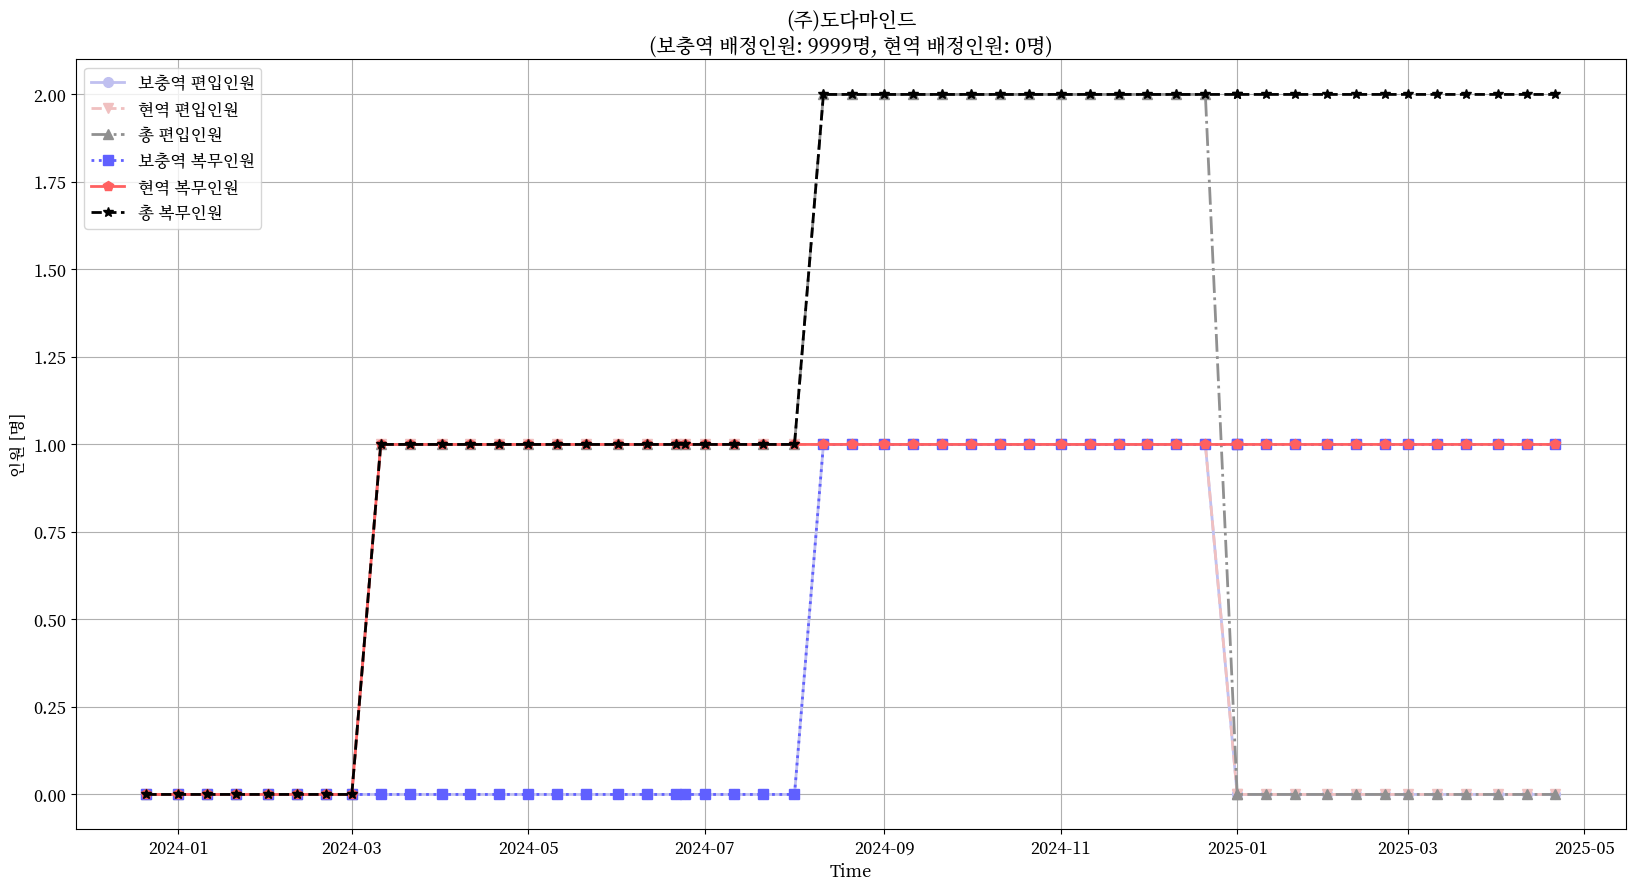 (주)도다마인드
(보충역 배정인원: 9999명, 현역 배정인원: 0명)
보충역 편입인원
현역 편입인원
총 편입인원
보충역 복무인원
현역 복무인원
총 복무인원
2.00
1.75
1.50
1.25
1.00
0.75
0.50
0.25
0.00
인원 [명]
2024-01
2024-03
2024-05
2024-07
2024-09
2024-11
2025-01
2025-03
2025-05
Time